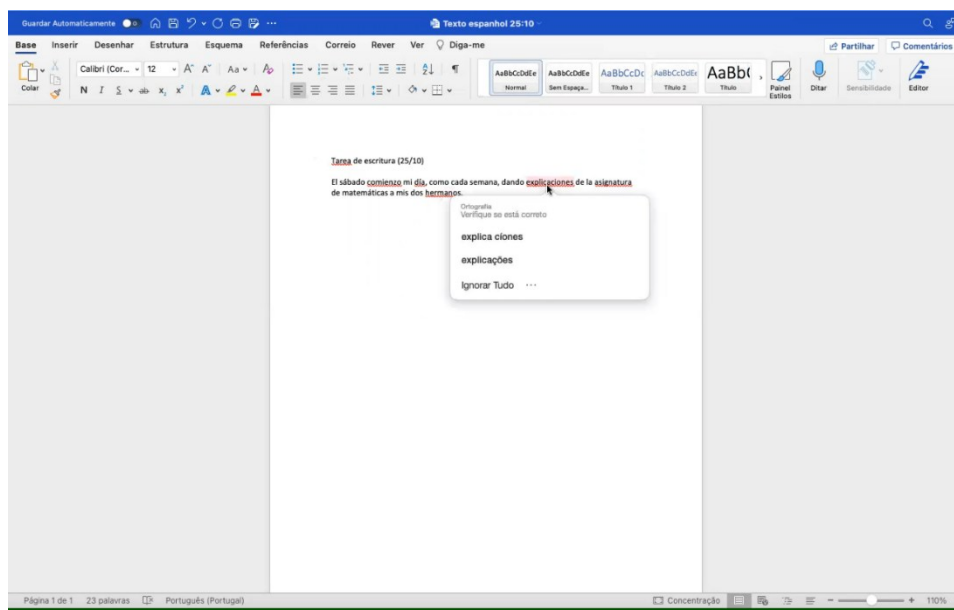 Guardar Automaticamente
Texto espanhol 25:10
Base Inserir Desenhar Estrutura Esquema Referências Correio Rever Ver Diga-me
Partilhar Comentários
Colar
Calibri (Cor... 12 A A Aa A
N I S ab x x² A A
AaBbCcDdEe AaBbCcDdEe AaBbCcDc AaBbCcDdEe AaBb(
Normal Sem Espaça... Título 1 Título 2 Título
Painel Estilos
Ditar Sensibilidade Editor
Tarea de escritura (25/10)
El sábado comienzo mi día, como cada semana, dando explicaciones de la asignatura
de matemáticas a mis dos hermanos.
Ortografia
Verifique se está correto
explica ciones
explicações
Ignorar Tudo ...
Página 1 de 1 23 palavras Português (Portugal) Concentração 110%